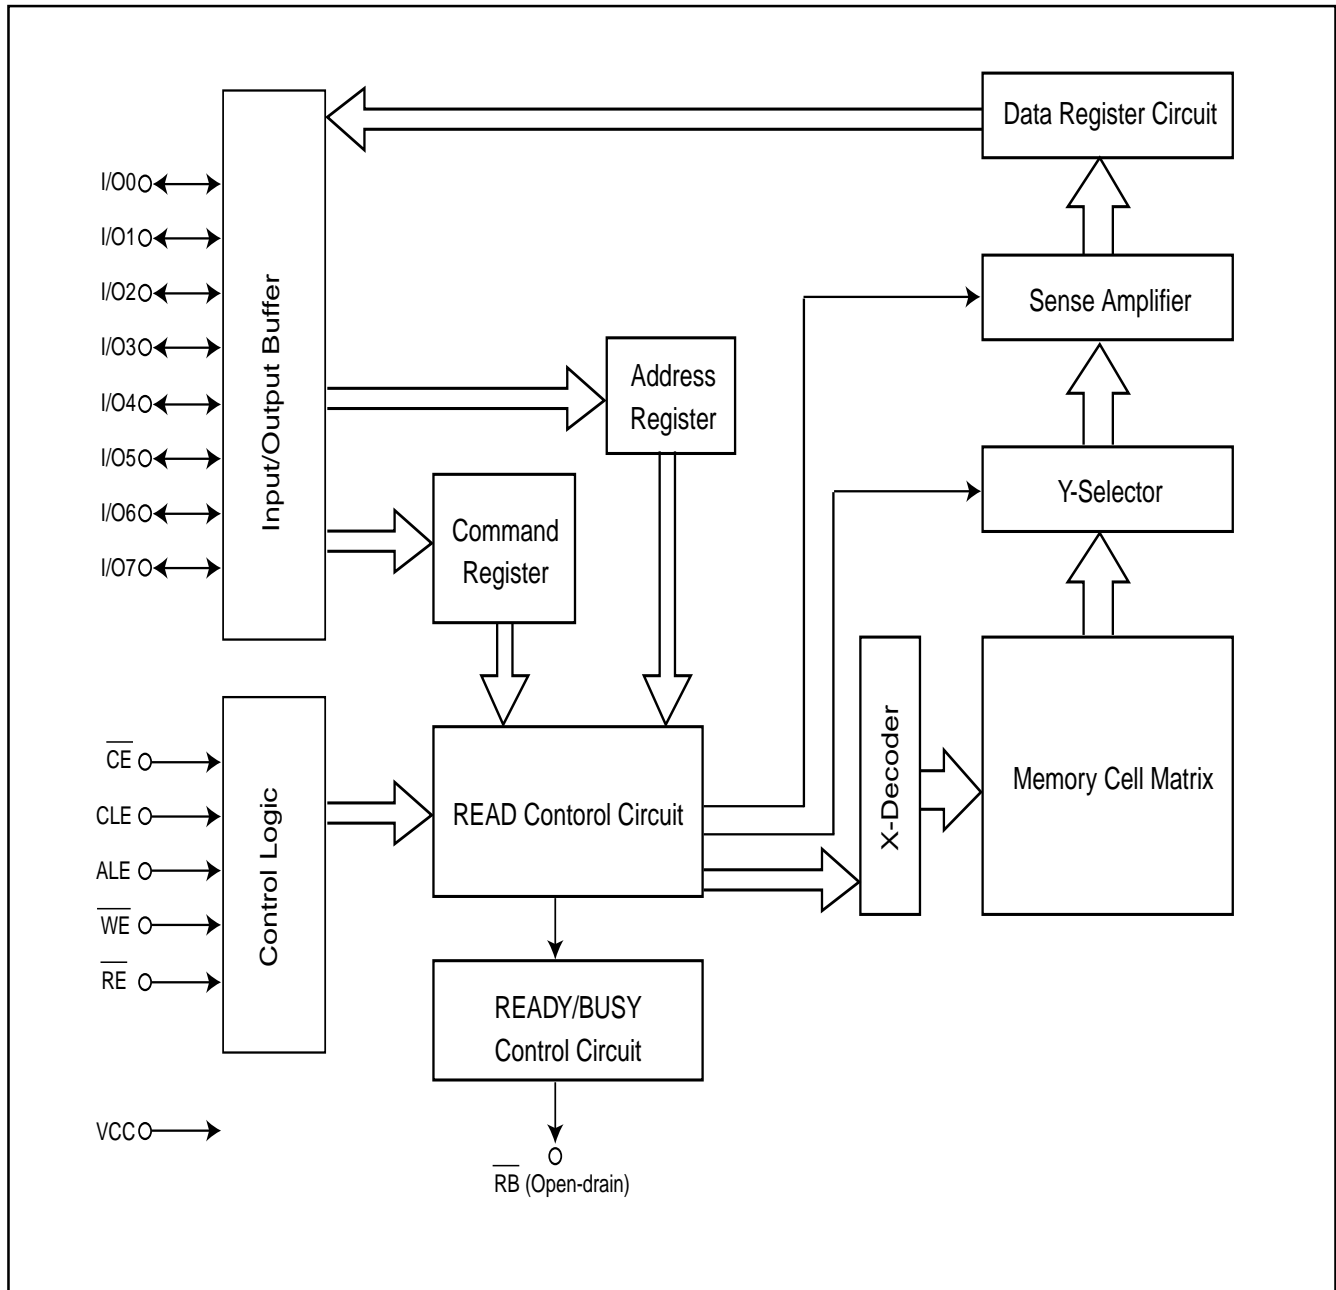 Data Register Circuit
I/O0
I/O1
I/O2
I/O3
I/O4
I/O5
I/O6
I/O7
Input/Output Buffer
Sense Amplifier
Address
Register
Command
Register
Y-Selector
CE
CLE
ALE
WE
RE
Control Logic
READ Contorol Circuit
X-Decoder
Memory Cell Matrix
READY/BUSY
Control Circuit
VCC
RB (Open-drain)